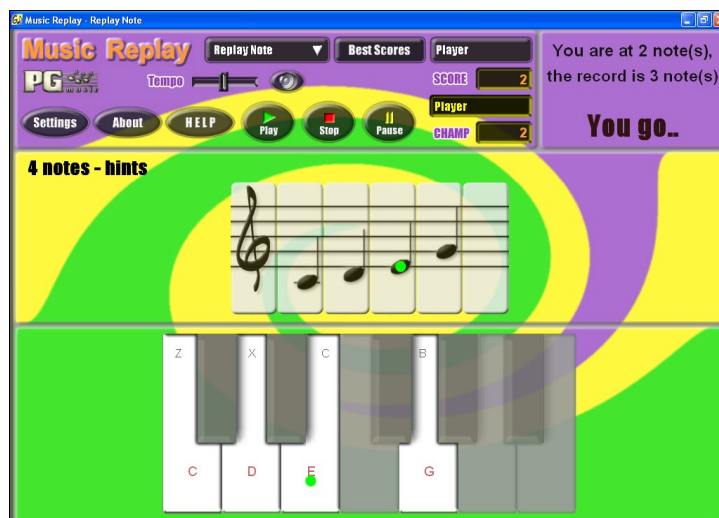 Music Replay - Replay Note
Music Replay
Replay Note
Best Scores
Player
PG music
Tempo
SCORE 2
Player
CHAMP 2
Settings
About
HELP
Play
Stop
Pause
You are at 2 note(s),
the record is 3 note(s)
You go..
4 notes - hints
Z X C B
C D E G